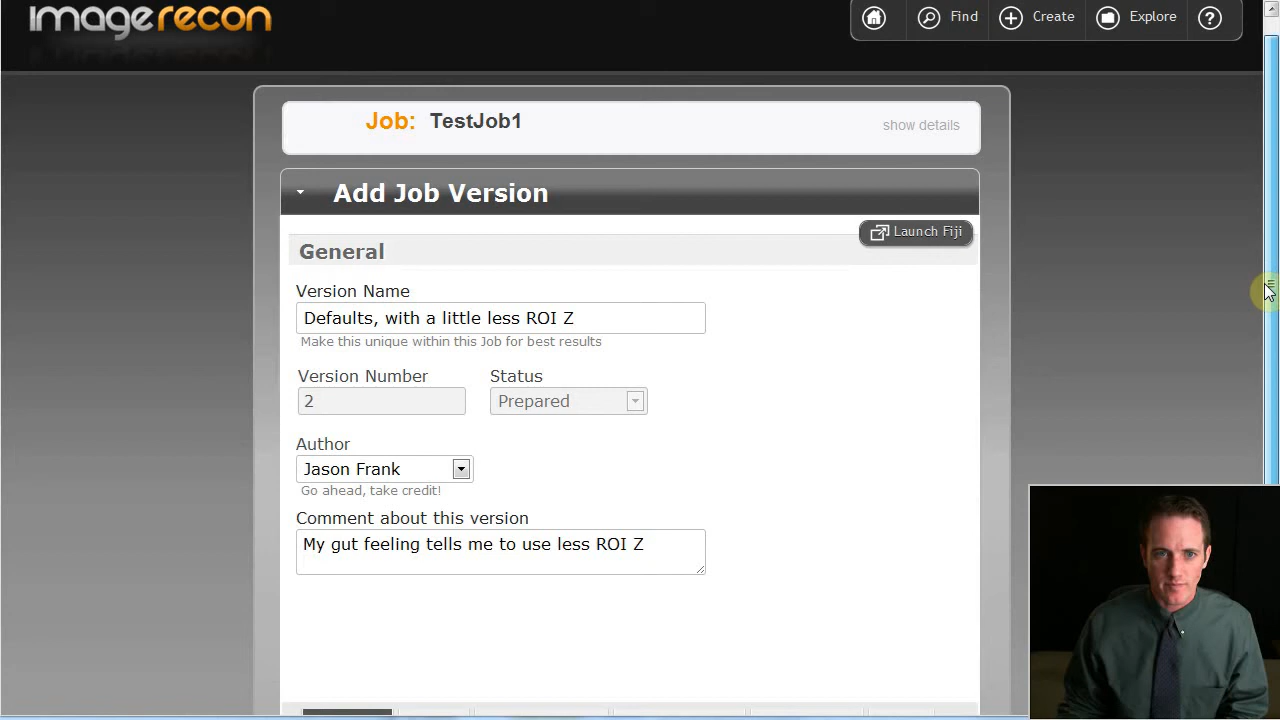 imagerecon
Find
Create
Explore
?
Job: TestJob1
show details
Add Job Version
Launch Fiji
General
Version Name
Defaults, with a little less ROI Z
Make this unique within this Job for best results
Version Number
Status
2
Prepared
Author
Jason Frank
Go ahead, take credit!
Comment about this version
My gut feeling tells me to use less ROI Z